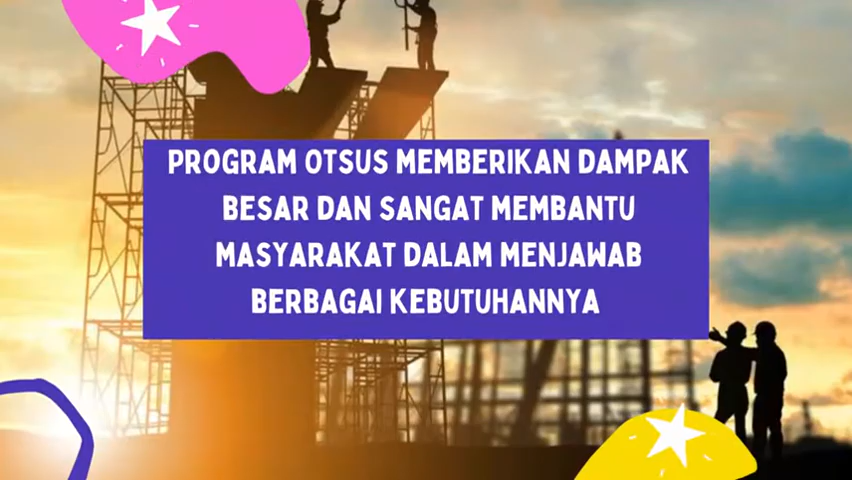 PROGRAM OTSUS MEMBERIKAN DAMPAK
BESAR DAN SANGAT MEMBANTU
MASYARAKAT DALAM MENJAWAB
BERBAGAI KEBUTUHANNYA